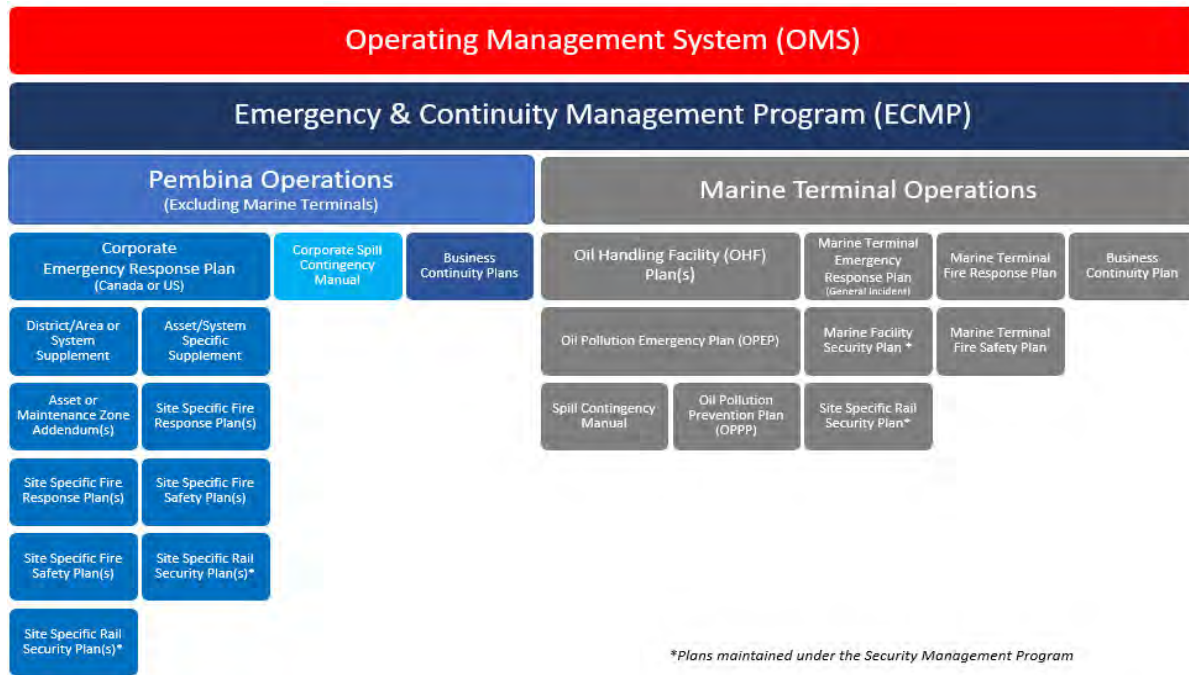 Operating Management System (OMS)
Emergency & Continuity Management Program (ECMP)
Pembina Operations
(Excluding Marine Terminals)
Marine Terminal Operations
Corporate
Emergency Response Plan
(Canada or US)
Corporate Spill
Contingency
Manual
Business
Continuity Plans
Oil Handling Facility (OHF)
Plan(s)
Marine Terminal
Emergency
Response Plan
(General Incident)
Marine Terminal
Fire Response Plan
Business
Continuity Plan
District/Area or
System
Supplement
Asset/System
Specific
Supplement
Oil Pollution Emergency Plan (OPEP)
Marine Facility
Security Plan *
Marine Terminal
Fire Safety Plan
Asset or
Maintenance Zone
Addendum(s)
Site Specific Fire
Response Plan(s)
Spill Contingency
Manual
Oil Pollution
Prevention Plan
(OPPP)
Site Specific Rail
Security Plan*
Site Specific Fire
Response Plan(s)
Site Specific Fire
Safety Plan(s)
Site Specific Fire
Safety Plan(s)
Site Specific Rail
Security Plan(s)*
Site Specific Rail
Security Plan(s)*
*Plans maintained under the Security Management Program